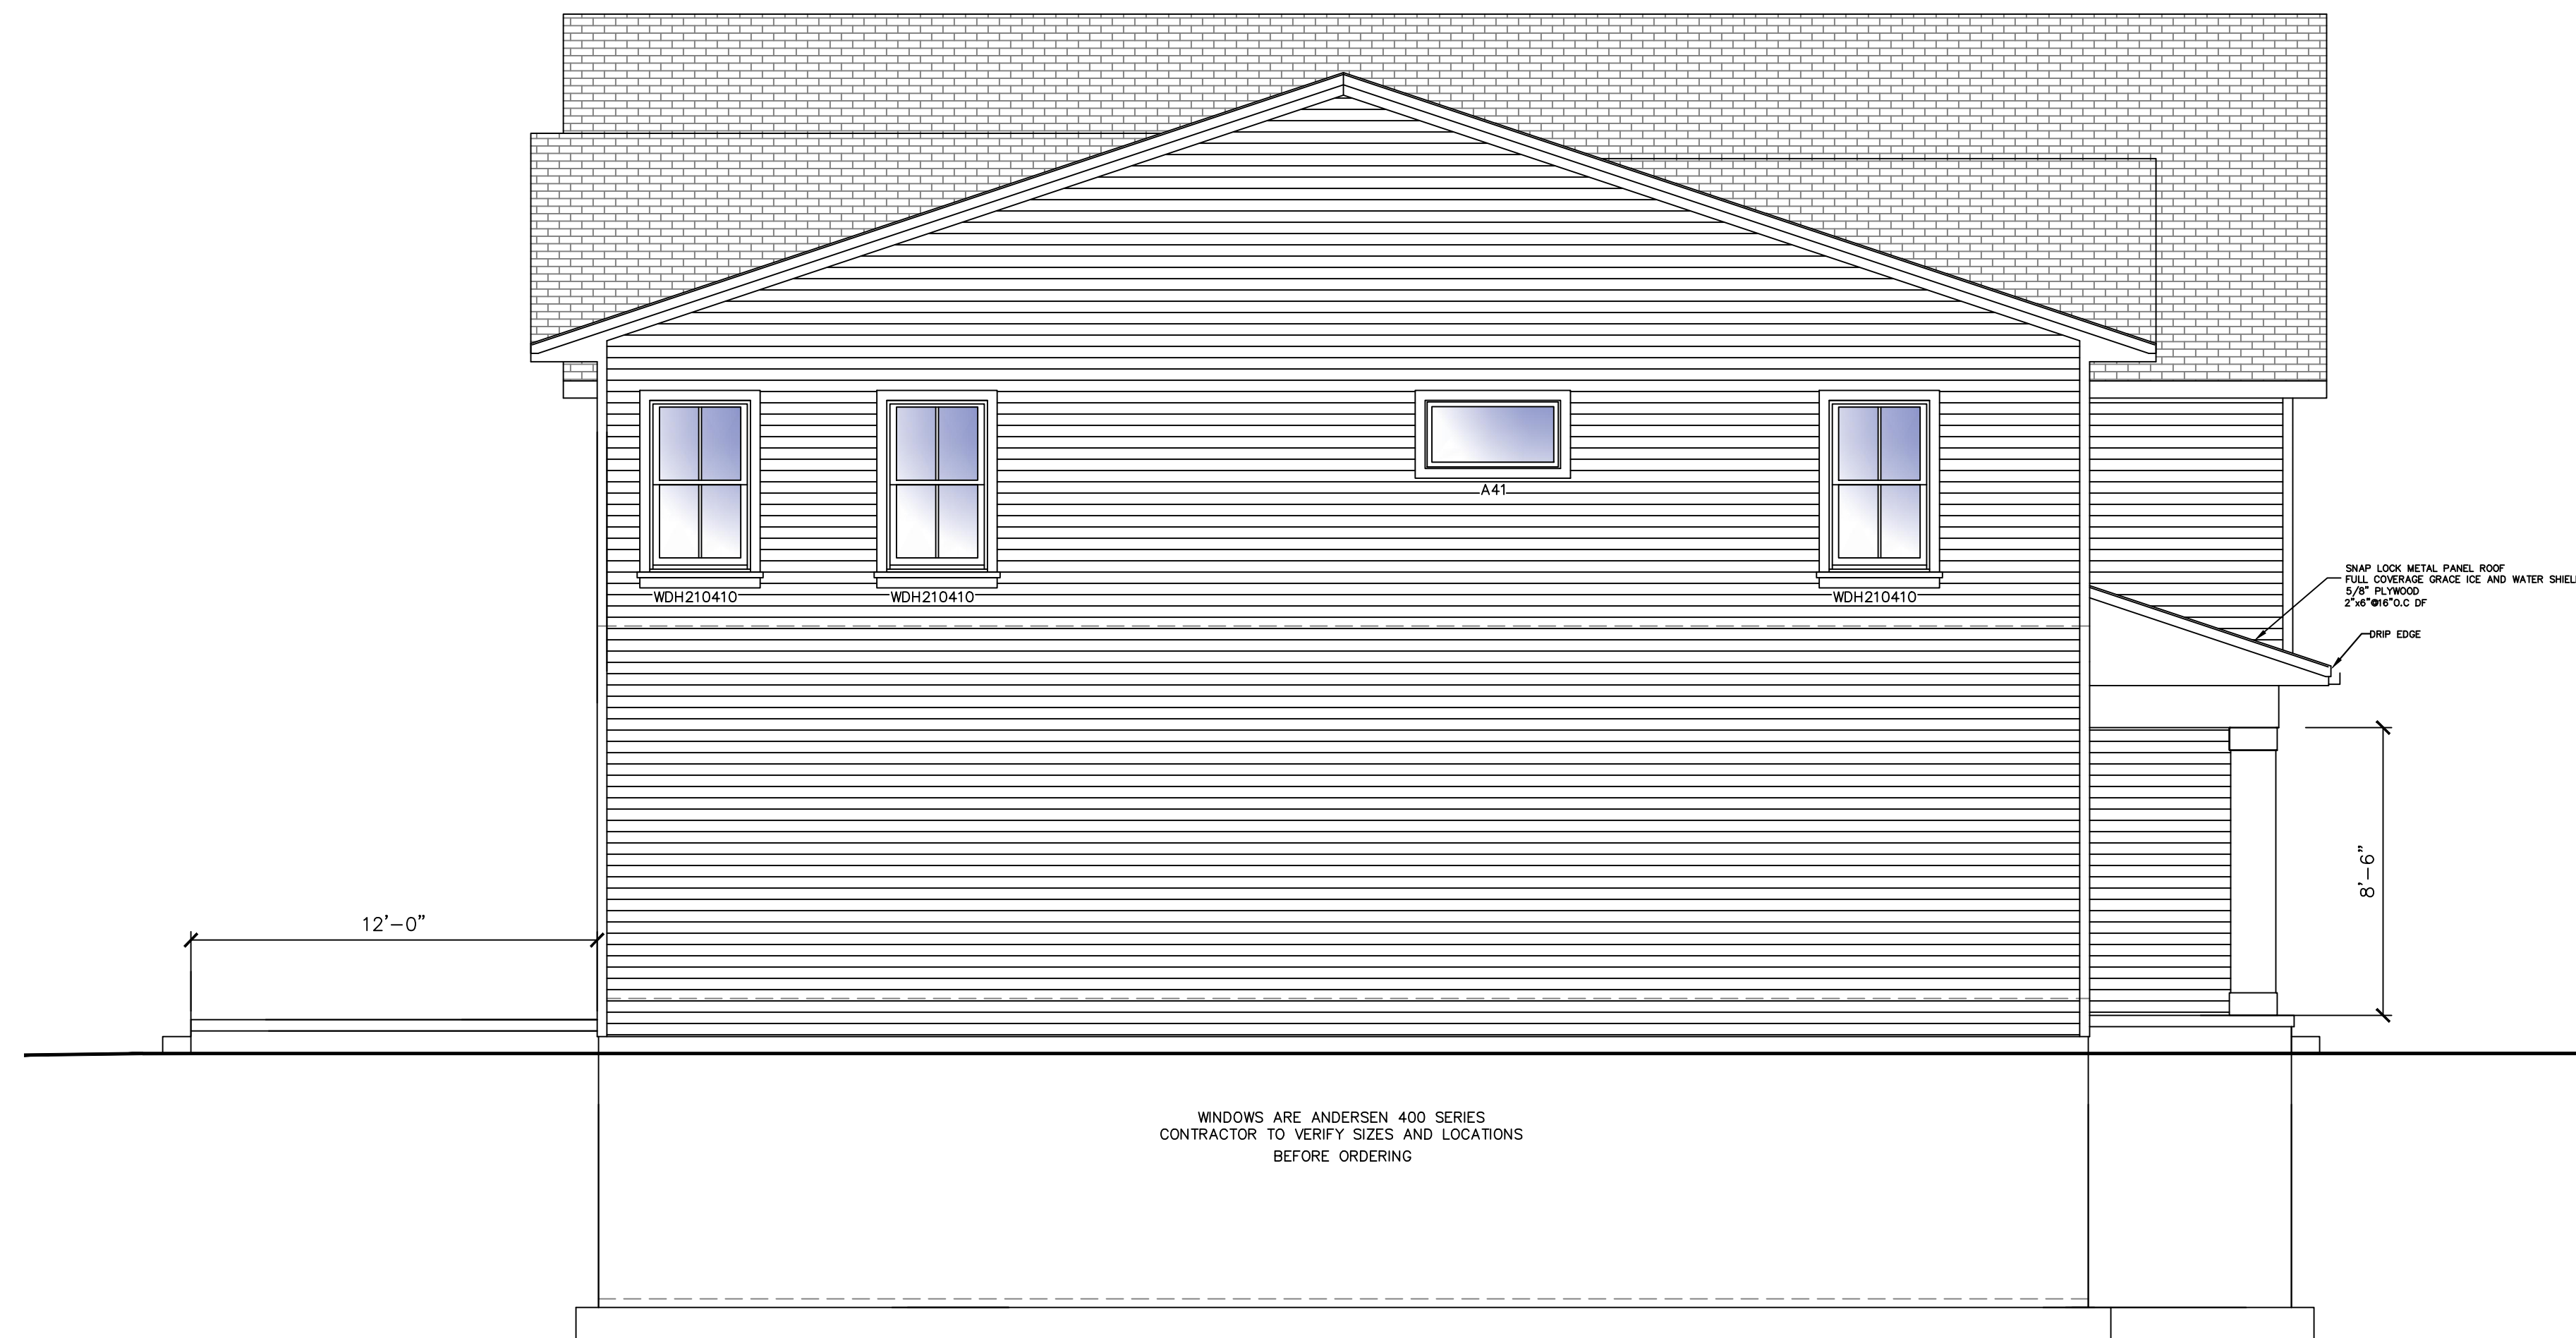 A41
WDH210410
WDH210410
WDH210410
SNAP LOCK METAL PANEL ROOF
FULL COVERAGE GRACE ICE AND WATER SHIEL
5/8" PLYWOOD
2"x6"@16"O.C DF
DRIP EDGE
8'-6"
12'-0"
WINDOWS ARE ANDERSEN 400 SERIES
CONTRACTOR TO VERIFY SIZES AND LOCATIONS
BEFORE ORDERING